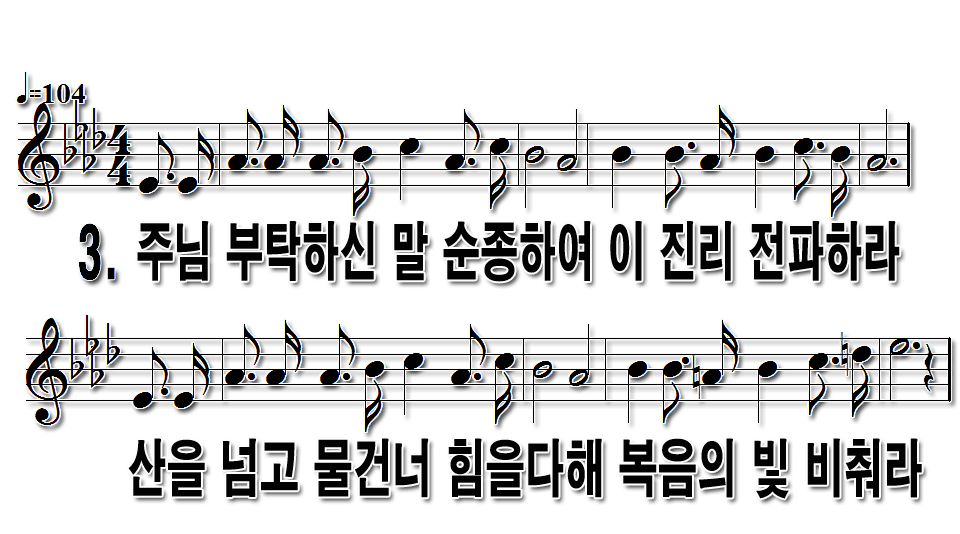 ♩=104
4
4
3. 주님 부탁하신 말 순종하여 이 진리 전파하라
산을 넘고 물건너 힘을다해 복음의 빛 비춰라